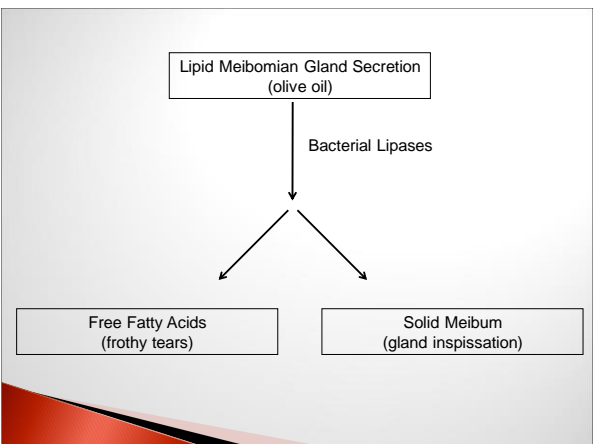 Lipid Meibomian Gland Secretion
(olive oil)
Bacterial Lipases
Free Fatty Acids
(frothy tears)
Solid Meibum
(gland inspissation)